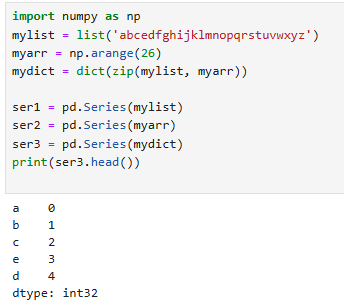 import numpy as np
mylist = list('abcedfghijklmnopqrstuvwxyz')
myarr = np.arange(26)
mydict = dict(zip(mylist, myarr))

ser1 = pd.Series(mylist)
ser2 = pd.Series(myarr)
ser3 = pd.Series(mydict)
print(ser3.head())

a    0
b    1
c    2
e    3
d    4
dtype: int32